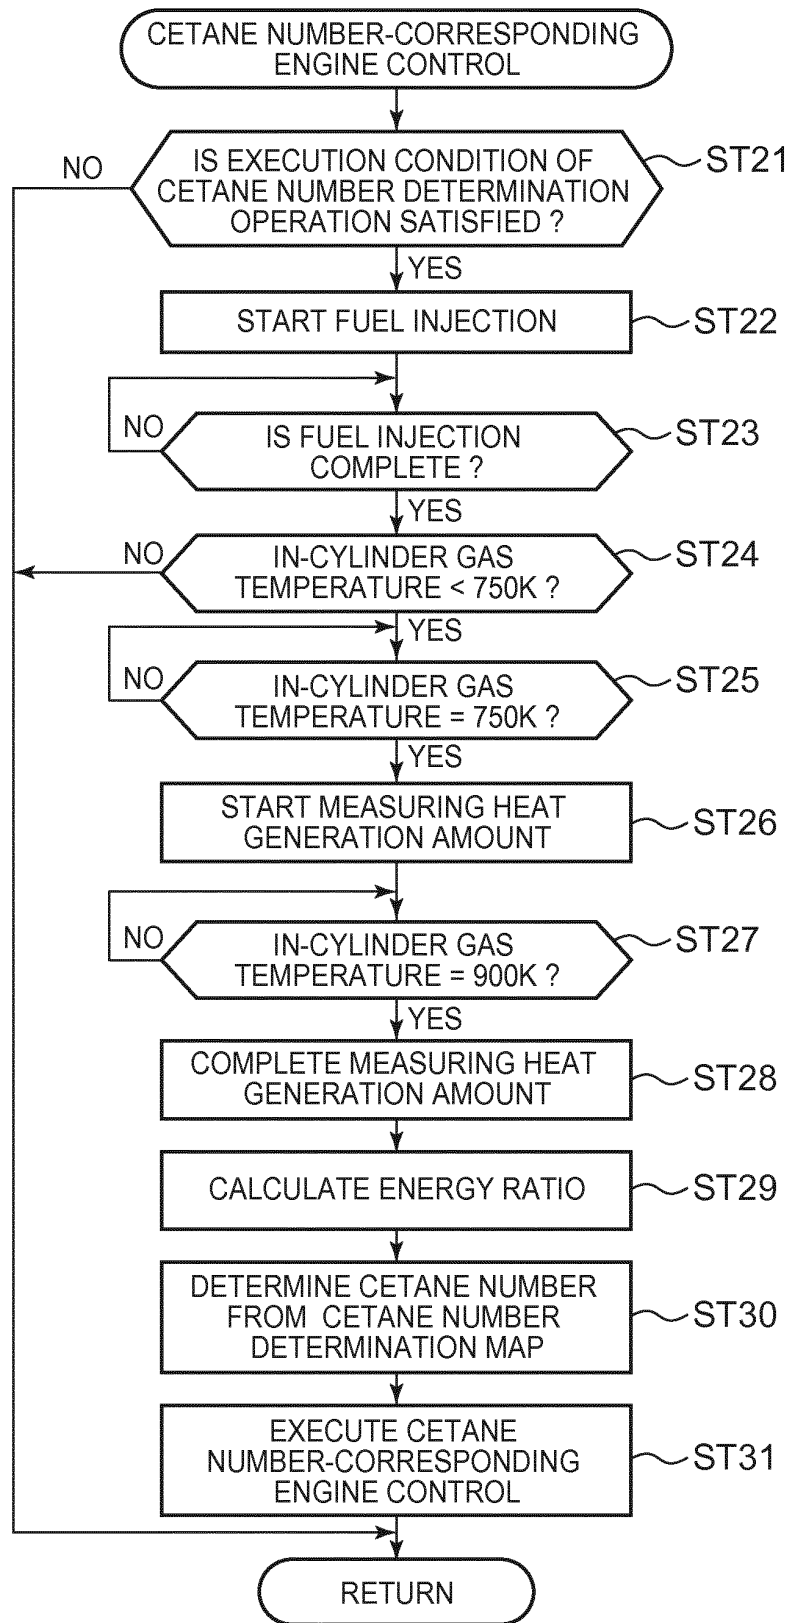 CETANE NUMBER-CORRESPONDING
ENGINE CONTROL
NO
IS EXECUTION CONDITION OF
CETANE NUMBER DETERMINATION
OPERATION SATISFIED ?
ST21
YES
START FUEL INJECTION
ST22
NO
IS FUEL INJECTION
COMPLETE ?
ST23
YES
NO
IN-CYLINDER GAS
TEMPERATURE < 750K ?
ST24
YES
NO
IN-CYLINDER GAS
TEMPERATURE = 750K ?
ST25
YES
START MEASURING HEAT
GENERATION AMOUNT
ST26
NO
IN-CYLINDER GAS
TEMPERATURE = 900K ?
ST27
YES
COMPLETE MEASURING HEAT
GENERATION AMOUNT
ST28
CALCULATE ENERGY RATIO
ST29
DETERMINE CETANE NUMBER
FROM CETANE NUMBER
DETERMINATION MAP
ST30
EXECUTE CETANE
NUMBER-CORRESPONDING
ENGINE CONTROL
ST31
RETURN